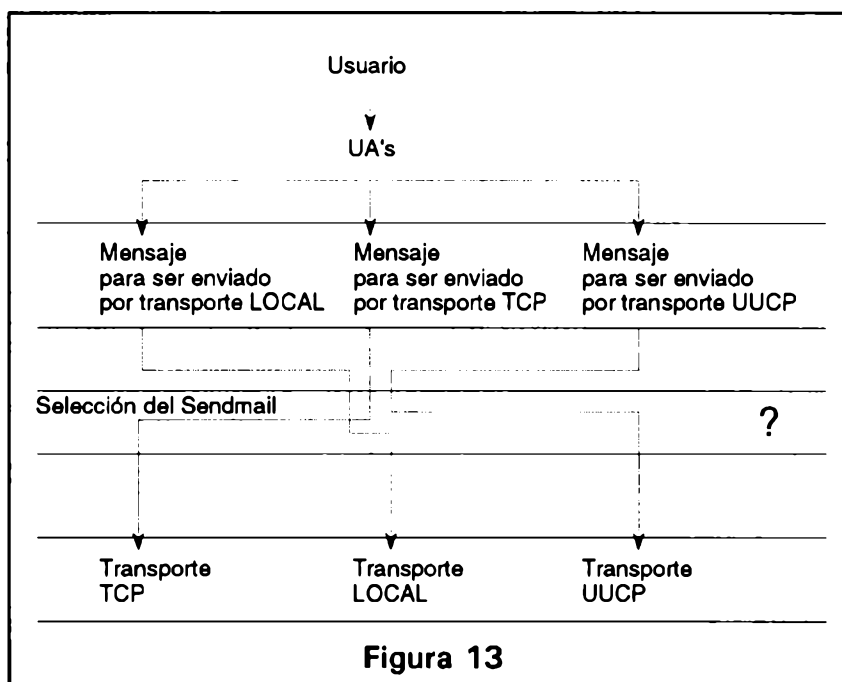 Usuario
UA's
Mensaje
para ser enviado
por transporte LOCAL
Mensaje
para ser enviado
por transporte TCP
Mensaje
para ser enviado
por transporte UUCP
Selección del Sendmail
?
Transporte
TCP
Transporte
LOCAL
Transporte
UUCP
Figura 13